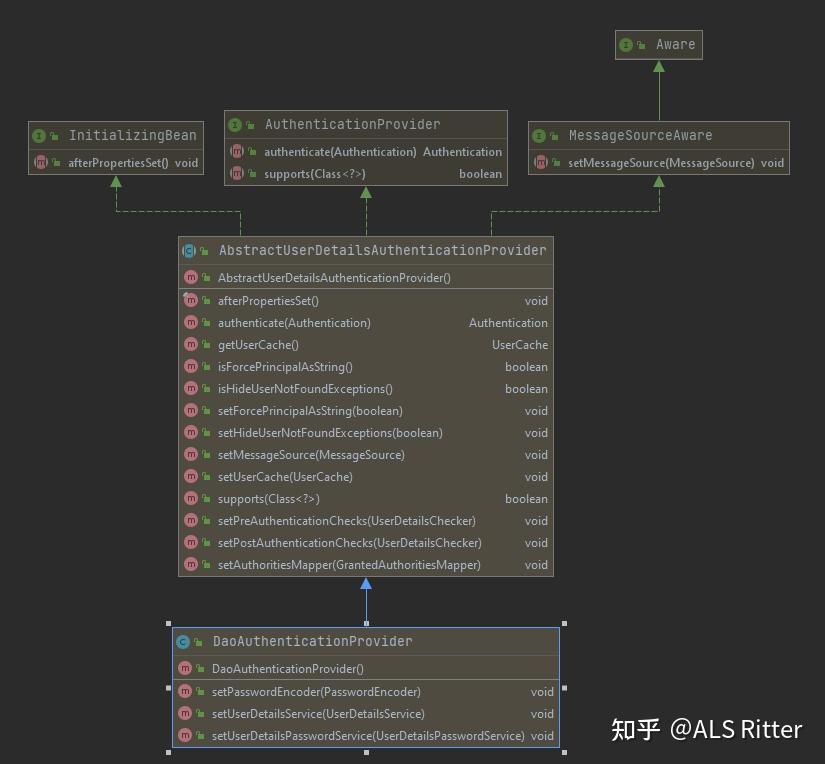 Aware
InitializingBean
afterPropertiesSet() void
AuthenticationProvider
authenticate(Authentication) Authentication
supports(Class<?>) boolean
MessageSourceAware
setMessageSource(MessageSource) void
AbstractUserDetailsAuthenticationProvider
AbstractUserDetailsAuthenticationProvider()
afterPropertiesSet() void
authenticate(Authentication) Authentication
getUserCache() UserCache
isForcePrincipalAsString() boolean
isHideUserNotFoundExceptions() boolean
setForcePrincipalAsString(boolean) void
setHideUserNotFoundExceptions(boolean) void
setMessageSource(MessageSource) void
setUserCache(UserCache) void
supports(Class<?>) boolean
setPreAuthenticationChecks(UserDetailsChecker) void
setPostAuthenticationChecks(UserDetailsChecker) void
setAuthoritiesMapper(GrantedAuthoritiesMapper) void
DaoAuthenticationProvider
DaoAuthenticationProvider()
setPasswordEncoder(PasswordEncoder) void
setUserDetailsService(UserDetailsService) void
setUserDetailsPasswordService(UserDetailsPasswordService) void
知乎 @ALS Ritter